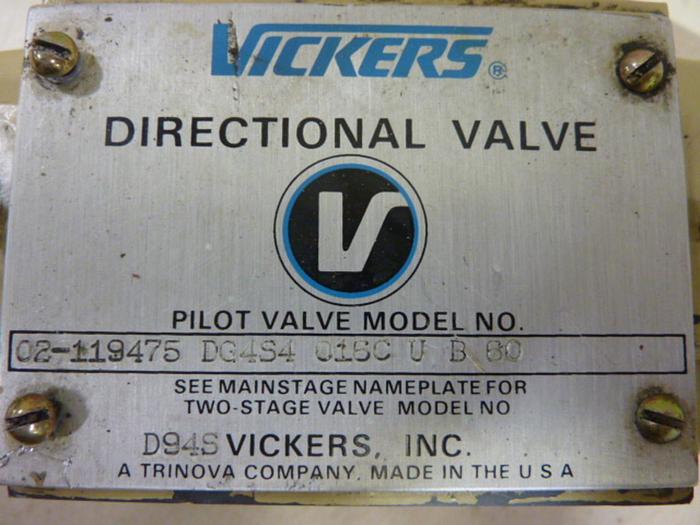 VICKERS®
DIRECTIONAL VALVE
V
PILOT VALVE MODEL NO.
02-119475 DG4S4 016C U B 60
SEE MAINSTAGE NAMEPLATE FOR
TWO-STAGE VALVE MODEL NO
D94S VICKERS, INC.
A TRINOVA COMPANY, MADE IN THE U S A